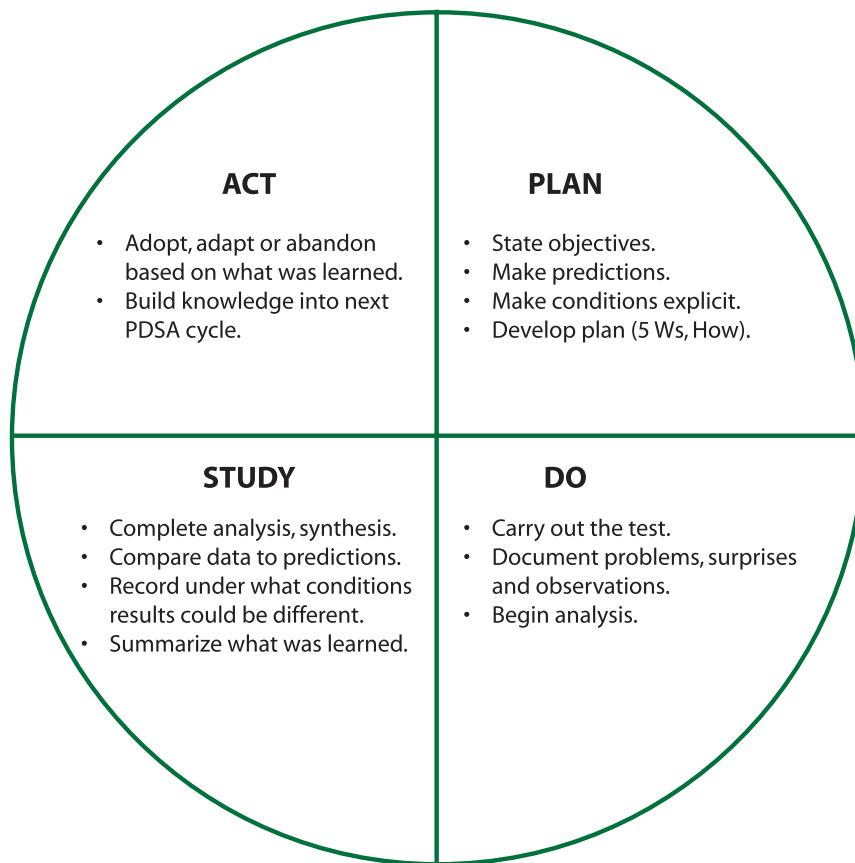 ACT
• Adopt, adapt or abandon
based on what was learned.
• Build knowledge into next
PDSA cycle.
PLAN
• State objectives.
• Make predictions.
• Make conditions explicit.
• Develop plan (5 Ws, How).
STUDY
• Complete analysis, synthesis.
• Compare data to predictions.
• Record under what conditions
results could be different.
• Summarize what was learned.
DO
• Carry out the test.
• Document problems, surprises
and observations.
• Begin analysis.